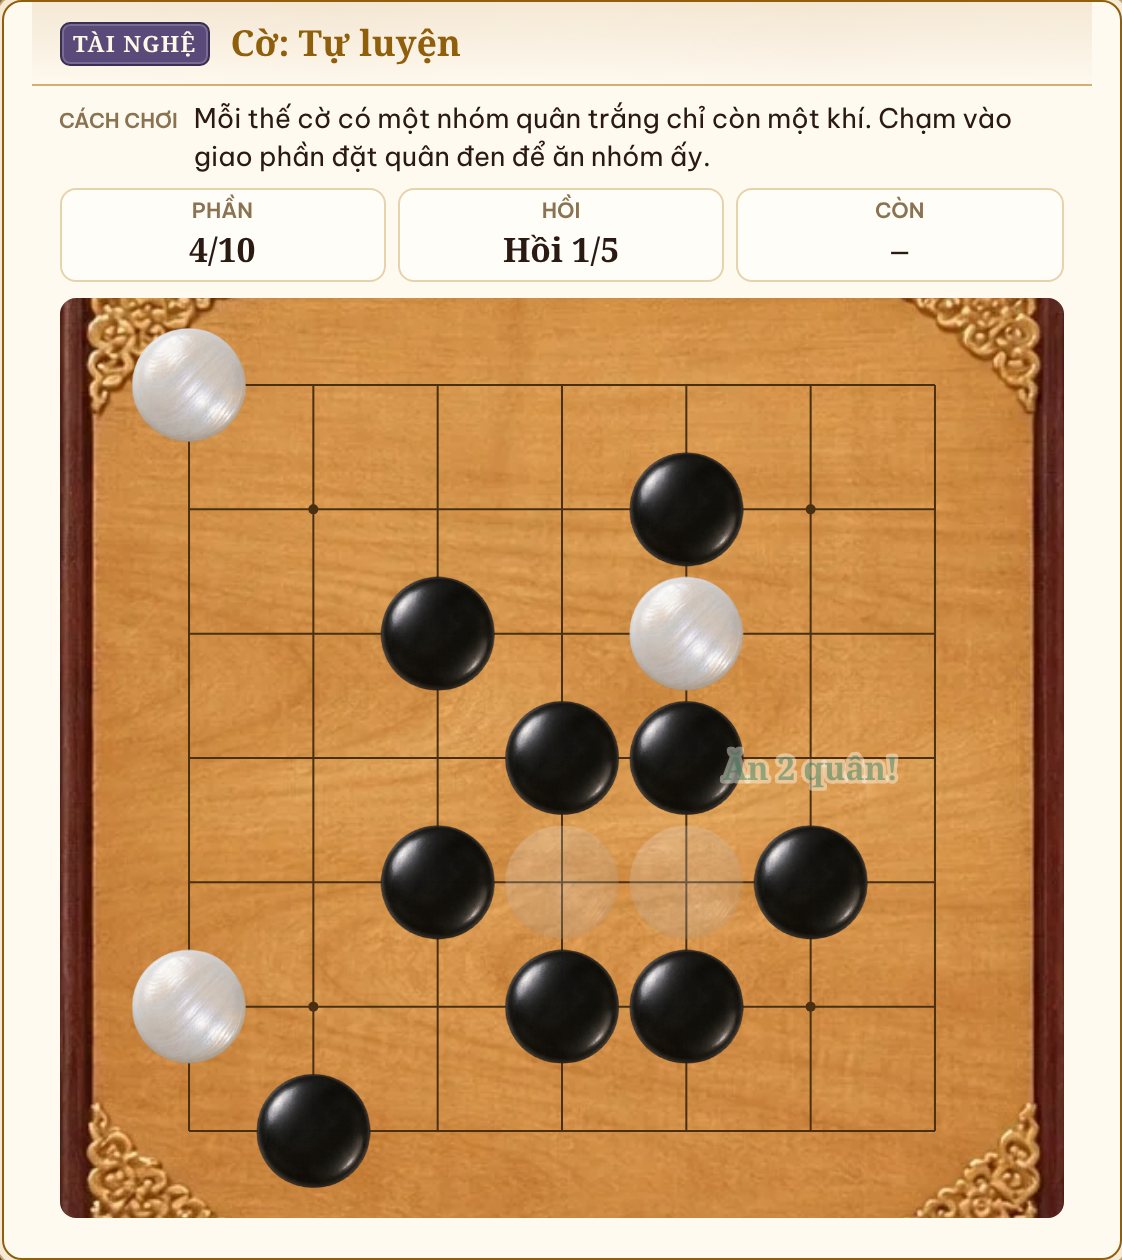 TÀI NGHỆ Cờ: Tự luyện
CÁCH CHƠI Mỗi thế cờ có một nhóm quân trắng chỉ còn một khí. Chạm vào
giao phần đặt quân đen để ăn nhóm ấy.
PHẦN
4/10
HỒI
Hồi 1/5
CÒN
–
Ăn 2 quân!